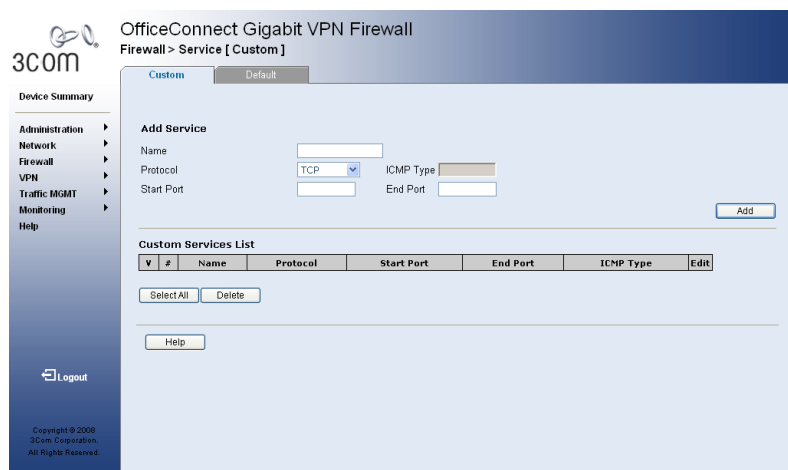 3COM
OfficeConnect Gigabit VPN Firewall
Firewall > Service [ Custom ]
Custom Default
Device Summary
Administration
Network
Firewall
VPN
Traffic MGMT
Monitoring
Help
Add Service
Name
Protocol TCP ICMP Type
Start Port End Port
Add
Custom Services List
V # Name Protocol Start Port End Port ICMP Type Edit
Select All Delete
Help
Logout
Copyright © 2008
3Com Corporation.
All Rights Reserved.